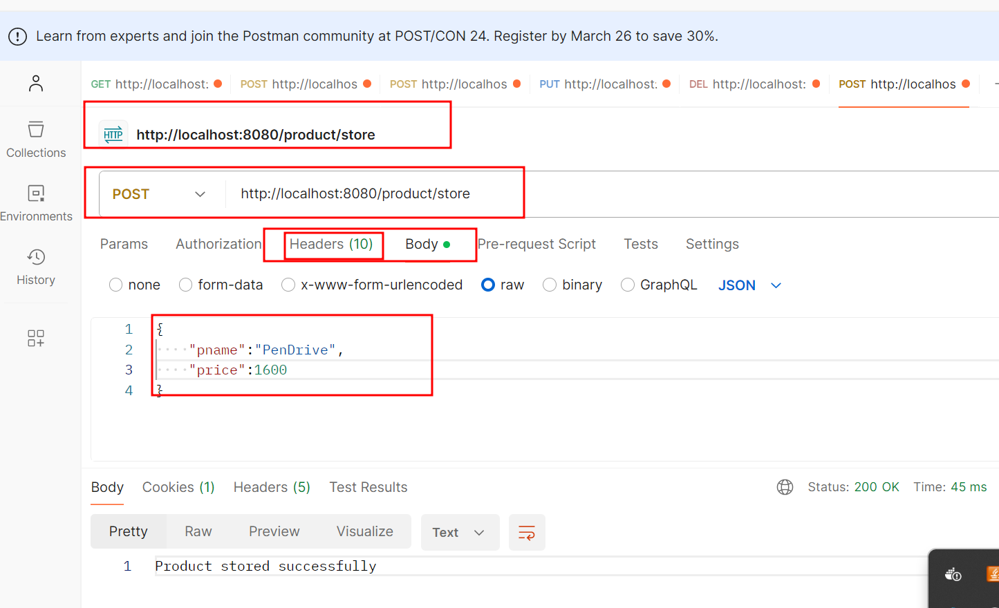 Learn from experts and join the Postman community at POST/CON 24. Register by March 26 to save 30%.
GET http://localhost: POST http://localhos POST http://localhos PUT http://localhost: DEL http://localhost: POST http://localhos
HTTP http://localhost:8080/product/store
Collections
POST http://localhost:8080/product/store
Environments
Params Authorization Headers (10) Body Pre-request Script Tests Settings
History
none form-data x-www-form-urlencoded raw binary GraphQL JSON
1 {
2 "pname":"PenDrive",
3 "price":1600
4 }
Body Cookies (1) Headers (5) Test Results Status: 200 OK Time: 45 ms
Pretty Raw Preview Visualize Text
1 Product stored successfully